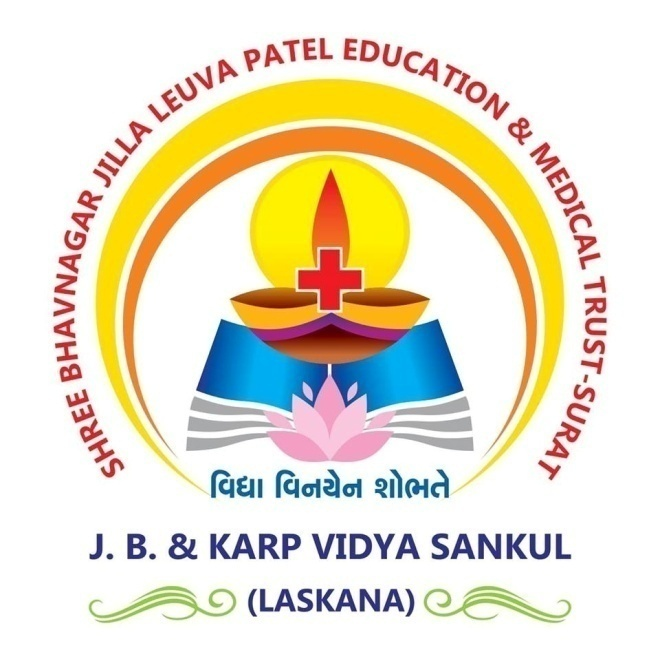 SHREE BHAVNAGAR JILLA LEUVA PATEL EDUCATION & MEDICAL TRUST-SURAT
વિદ્યા વિનયેન શોભતે
J. B. & KARP VIDYA SANKUL
(LASKANA)